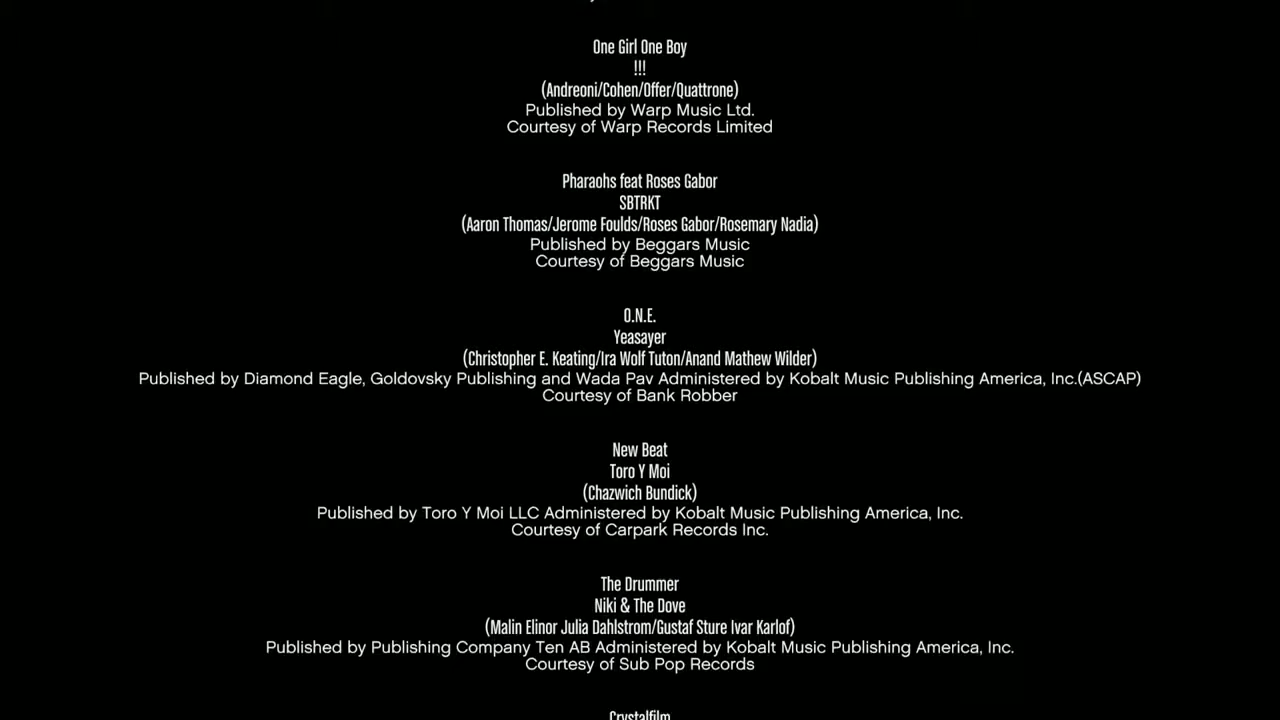 One Girl One Boy
!!!
(Andreoni/Cohen/Offer/Quattrone)
Published by Warp Music Ltd.
Courtesy of Warp Records Limited
Pharaohs feat Roses Gabor
SBTRKT
(Aaron Thomas/Jerome Foulds/Roses Gabor/Rosemary Nadia)
Published by Beggars Music
Courtesy of Beggars Music
O.N.E.
Yeasayer
(Christopher E. Keating/Ira Wolf Tuton/Anand Mathew Wilder)
Published by Diamond Eagle, Goldovsky Publishing and Wada Pav Administered by Kobalt Music Publishing America, Inc.(ASCAP)
Courtesy of Bank Robber
New Beat
Toro Y Moi
(Chazwich Bundick)
Published by Toro Y Moi LLC Administered by Kobalt Music Publishing America, Inc.
Courtesy of Carpark Records Inc.
The Drummer
Niki & The Dove
(Malin Elinor Julia Dahlstrom/Gustaf Sture Ivar Karlof)
Published by Publishing Company Ten AB Administered by Kobalt Music Publishing America, Inc.
Courtesy of Sub Pop Records
Crystalfilm